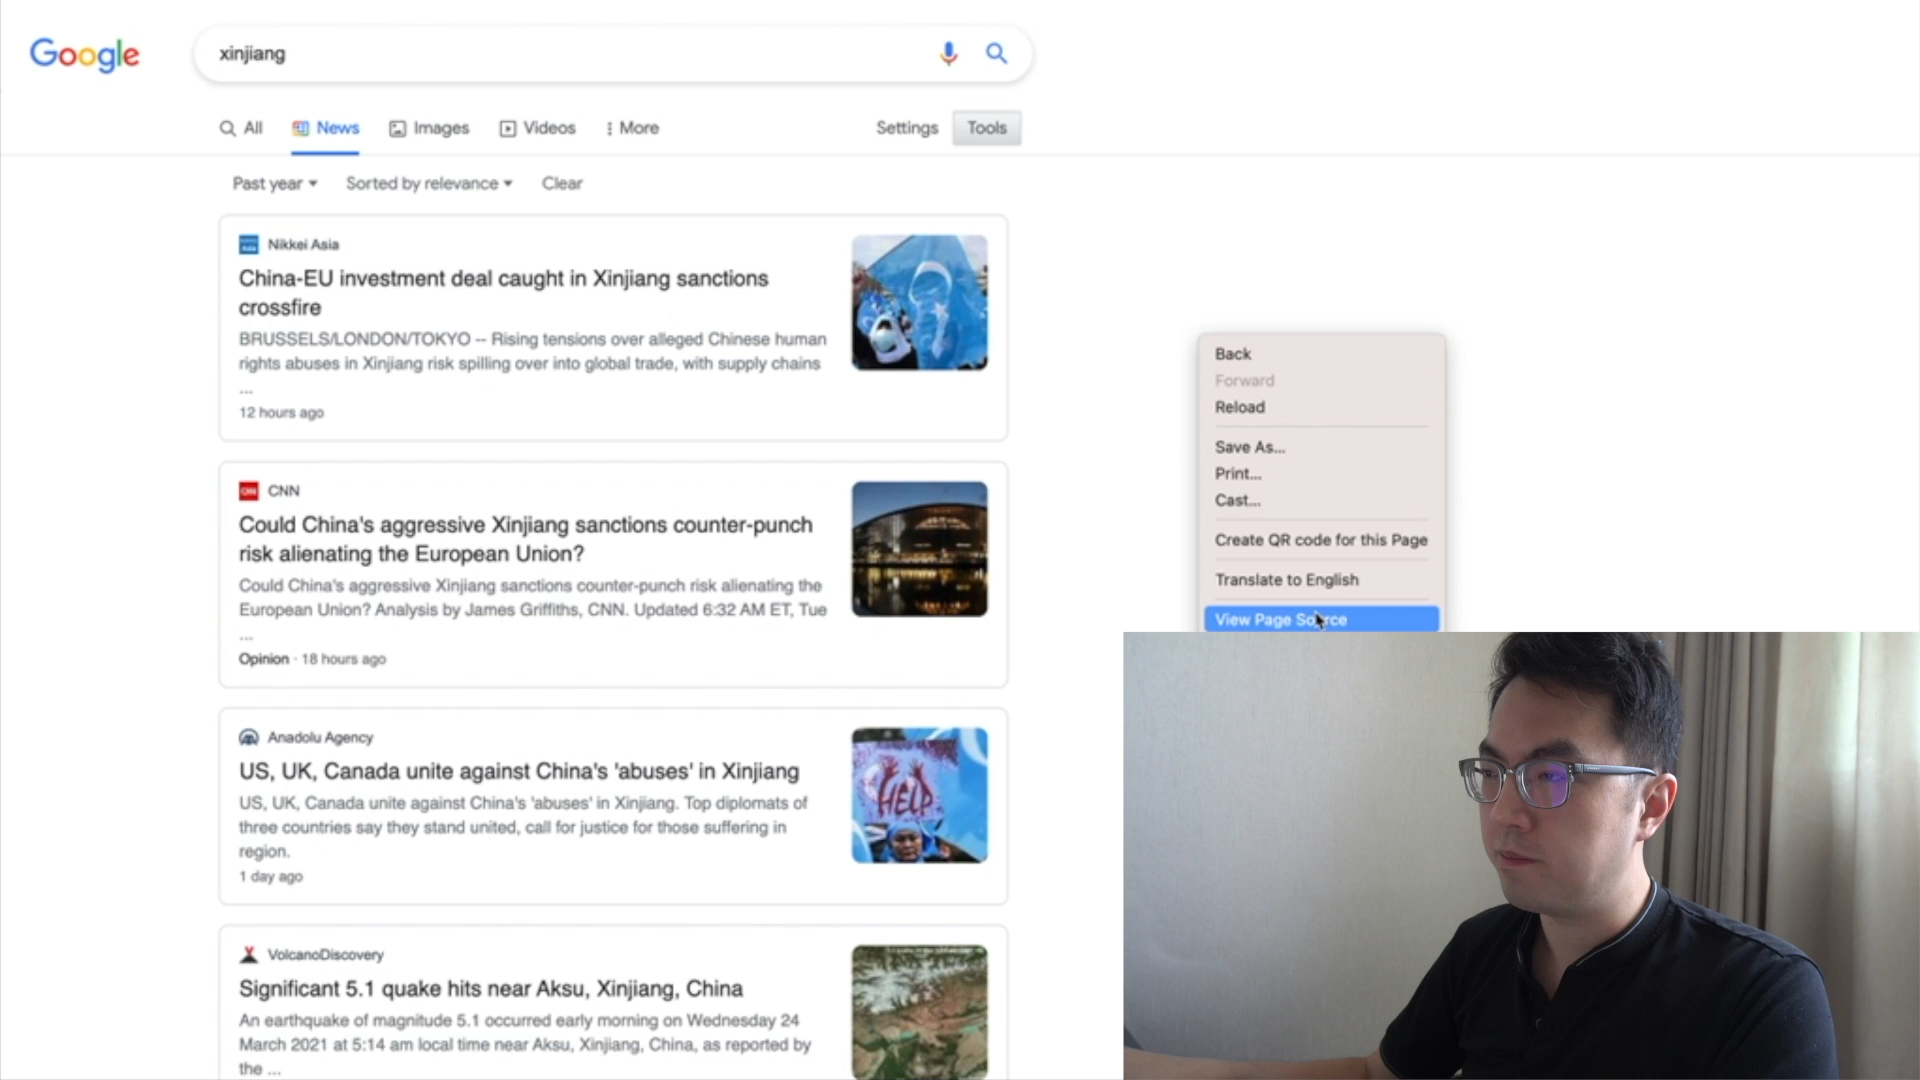 Google
xinjiang
All
News
Images
Videos
More
Settings
Tools
Past year
Sorted by relevance
Clear
Nikkei Asia
China-EU investment deal caught in Xinjiang sanctions
crossfire
BRUSSELS/LONDON/TOKYO -- Rising tensions over alleged Chinese human
rights abuses in Xinjiang risk spilling over into global trade, with supply chains
...
12 hours ago
CNN
Could China's aggressive Xinjiang sanctions counter-punch
risk alienating the European Union?
Could China's aggressive Xinjiang sanctions counter-punch risk alienating the
European Union? Analysis by James Griffiths, CNN. Updated 6:32 AM ET, Tue
...
Opinion · 18 hours ago
Anadolu Agency
US, UK, Canada unite against China's 'abuses' in Xinjiang
US, UK, Canada unite against China's 'abuses' in Xinjiang. Top diplomats of
three countries say they stand united, call for justice for those suffering in
region.
1 day ago
HELP
VolcanoDiscovery
Significant 5.1 quake hits near Aksu, Xinjiang, China
An earthquake of magnitude 5.1 occurred early morning on Wednesday 24
March 2021 at 5:14 am local time near Aksu, Xinjiang, China, as reported by
the ...
Back
Forward
Reload
Save As...
Print...
Cast...
Create QR code for this Page
Translate to English
View Page Source